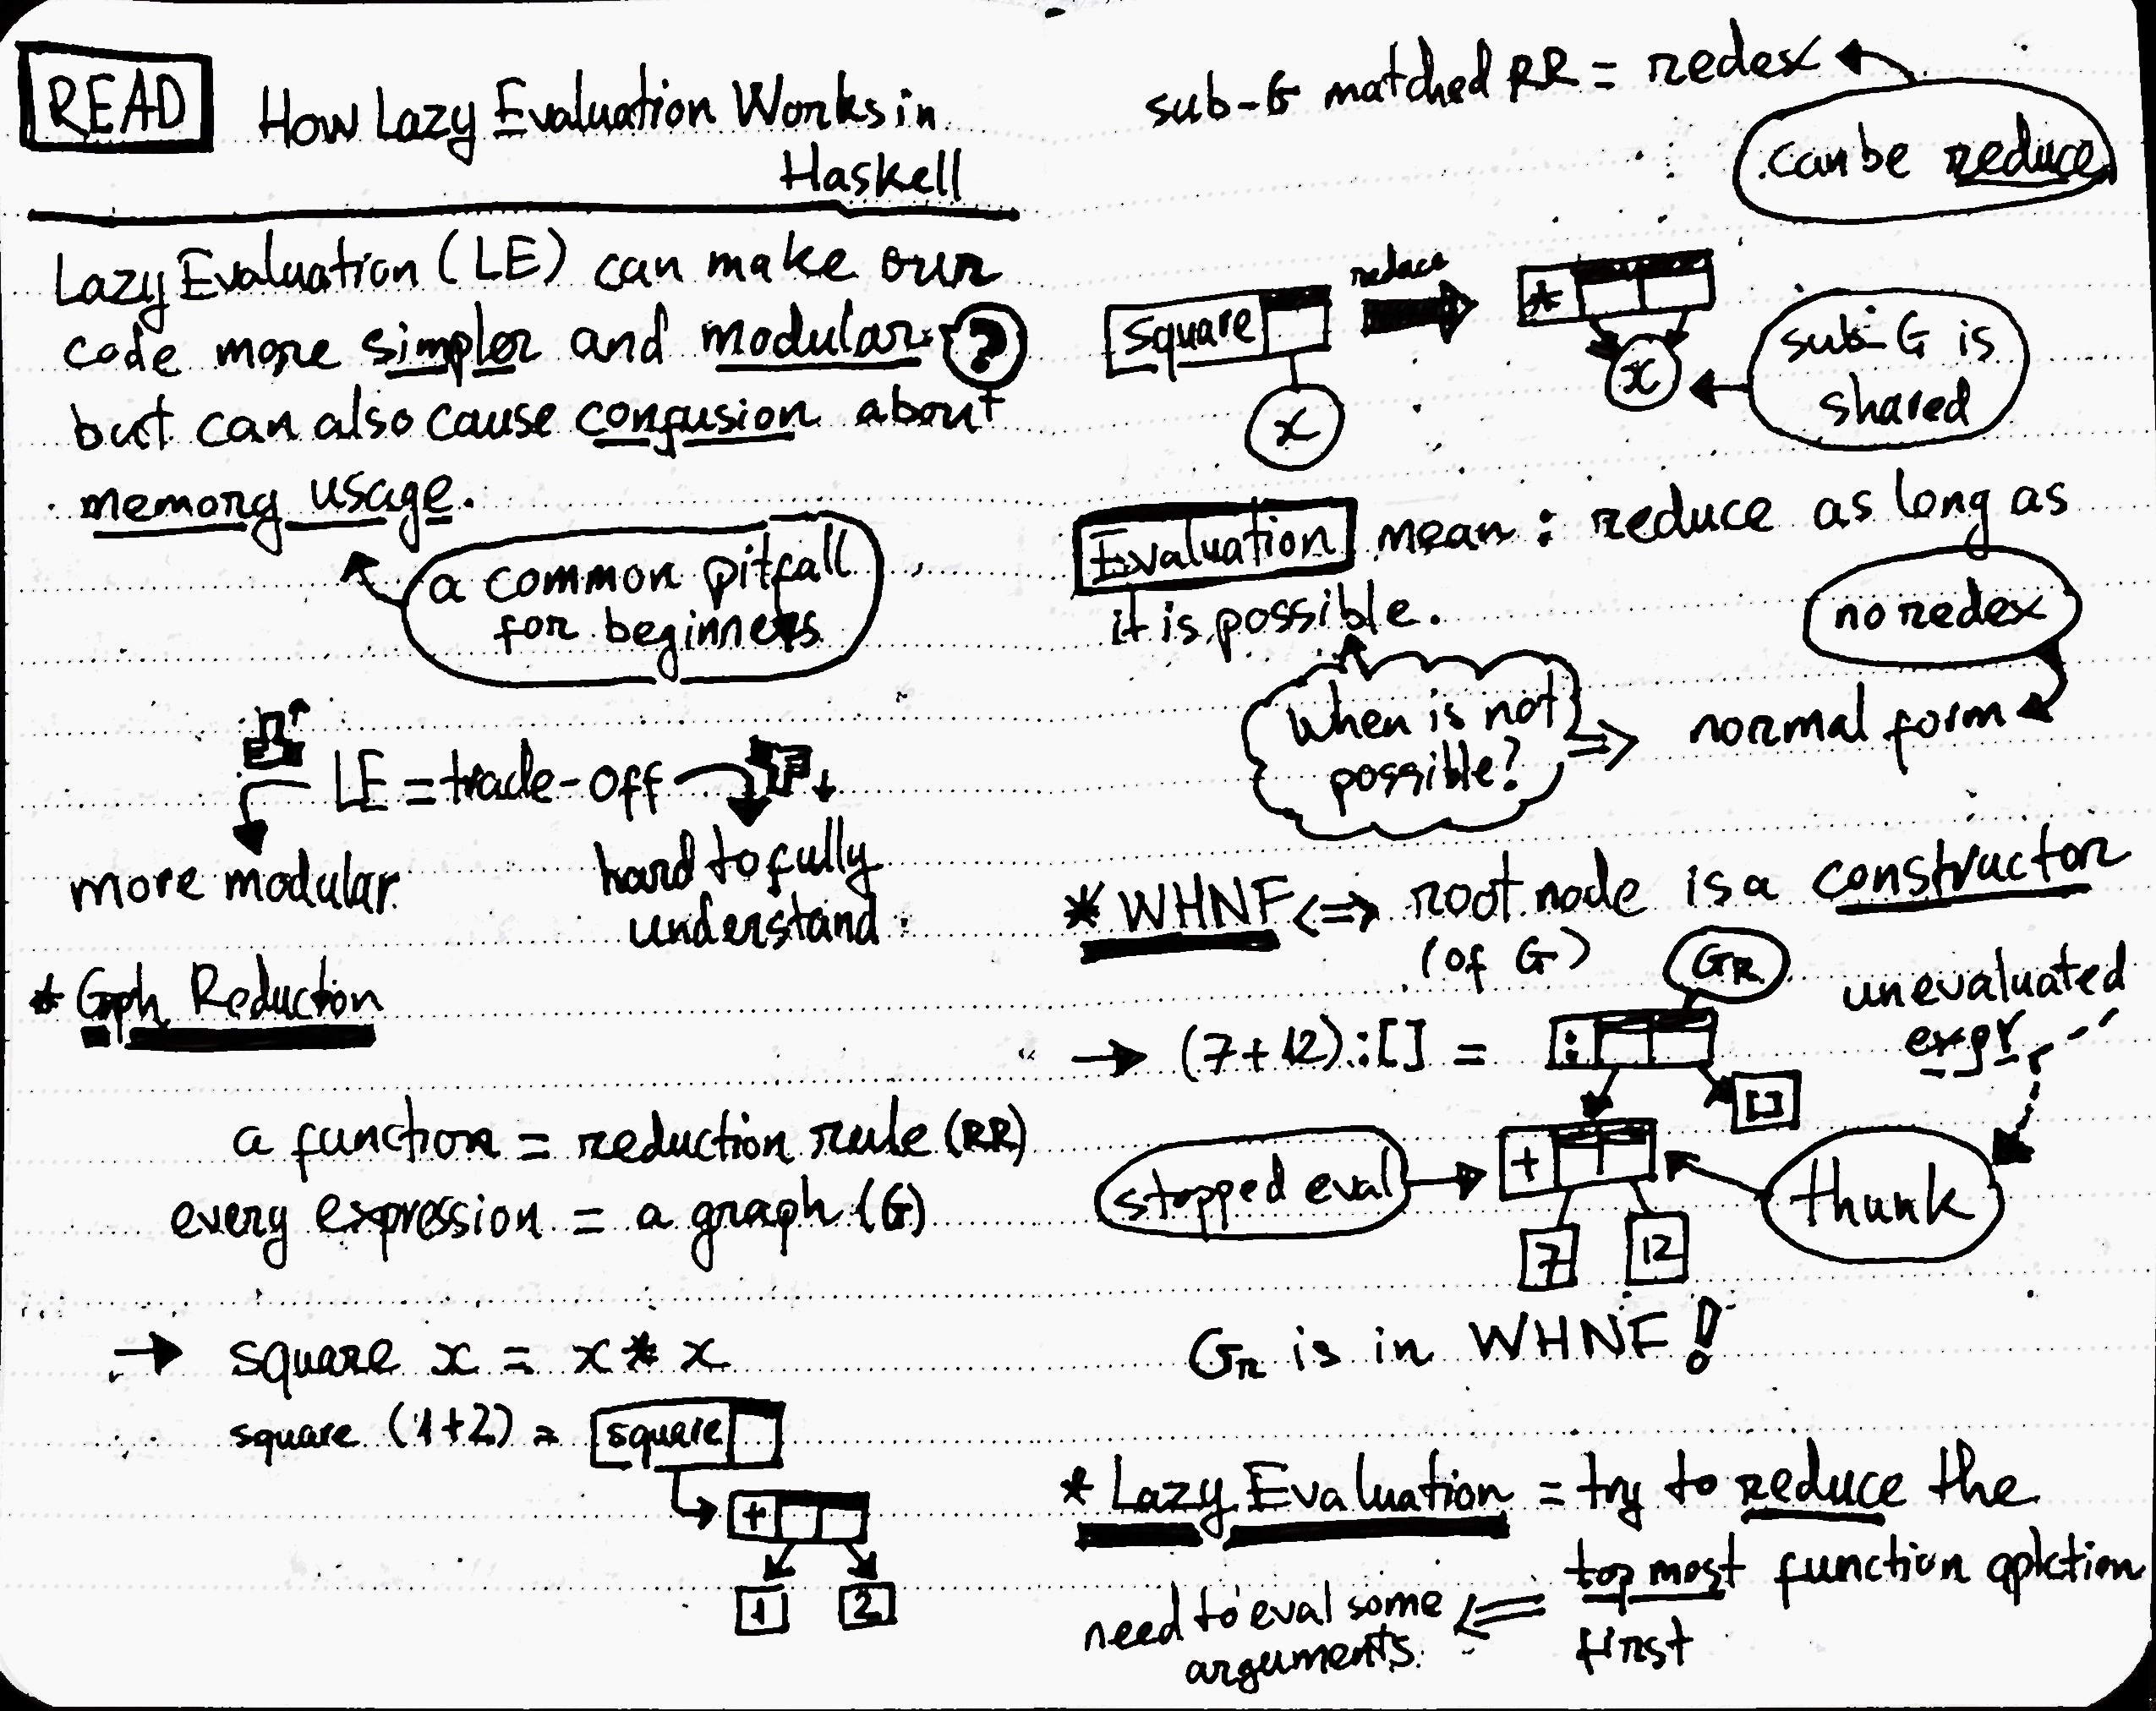 READ
How Lazy Evaluation Works in
Haskell
Lazy Evaluation (LE) can make our
code more simpler and modular. ?
but can also cause confusion about
memory usage.
a common pitfall
for beginners
LE = trade-off
more modular
hard to fully
understand
* Gph Reduction
a function = reduction rule (RR)
every expression = a graph (G)
→ square x = x * x
square (1+2) = square
+
1 2
sub-G matched RR = redex
can be reduce
square reduce *
x x
sub-G is
shared
Evaluation mean : reduce as long as
it is possible.
no redex
When is not
possible? => normal form
* WHNF <=> root node is a constructor
(of G)
GR
unevaluated
expr
→ (7+12):[] = :
[]
stopped eval + thunk
7 12
GR is in WHNF!
* Lazy Evaluation = try to reduce the
top most function
first
need to eval some <=
arguments.